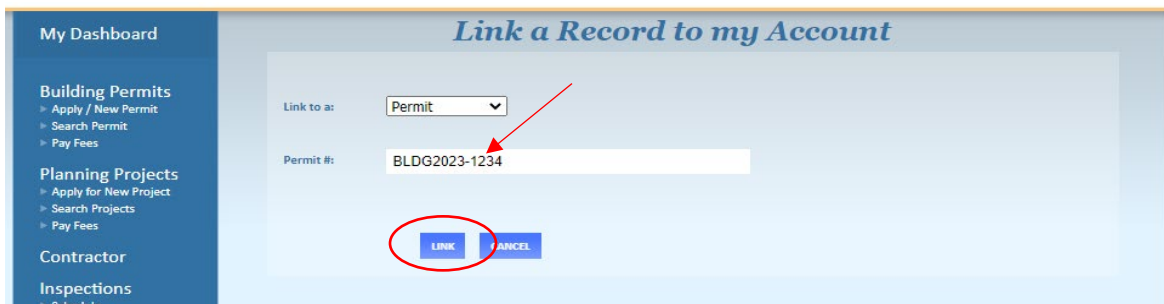 My Dashboard
Building Permits
Apply / New Permit
Search Permit
Pay Fees
Planning Projects
Apply for New Project
Search Projects
Pay Fees
Contractor
Inspections
Link a Record to my Account
Link to a: Permit
Permit #: BLDG2023-1234
LINK CANCEL